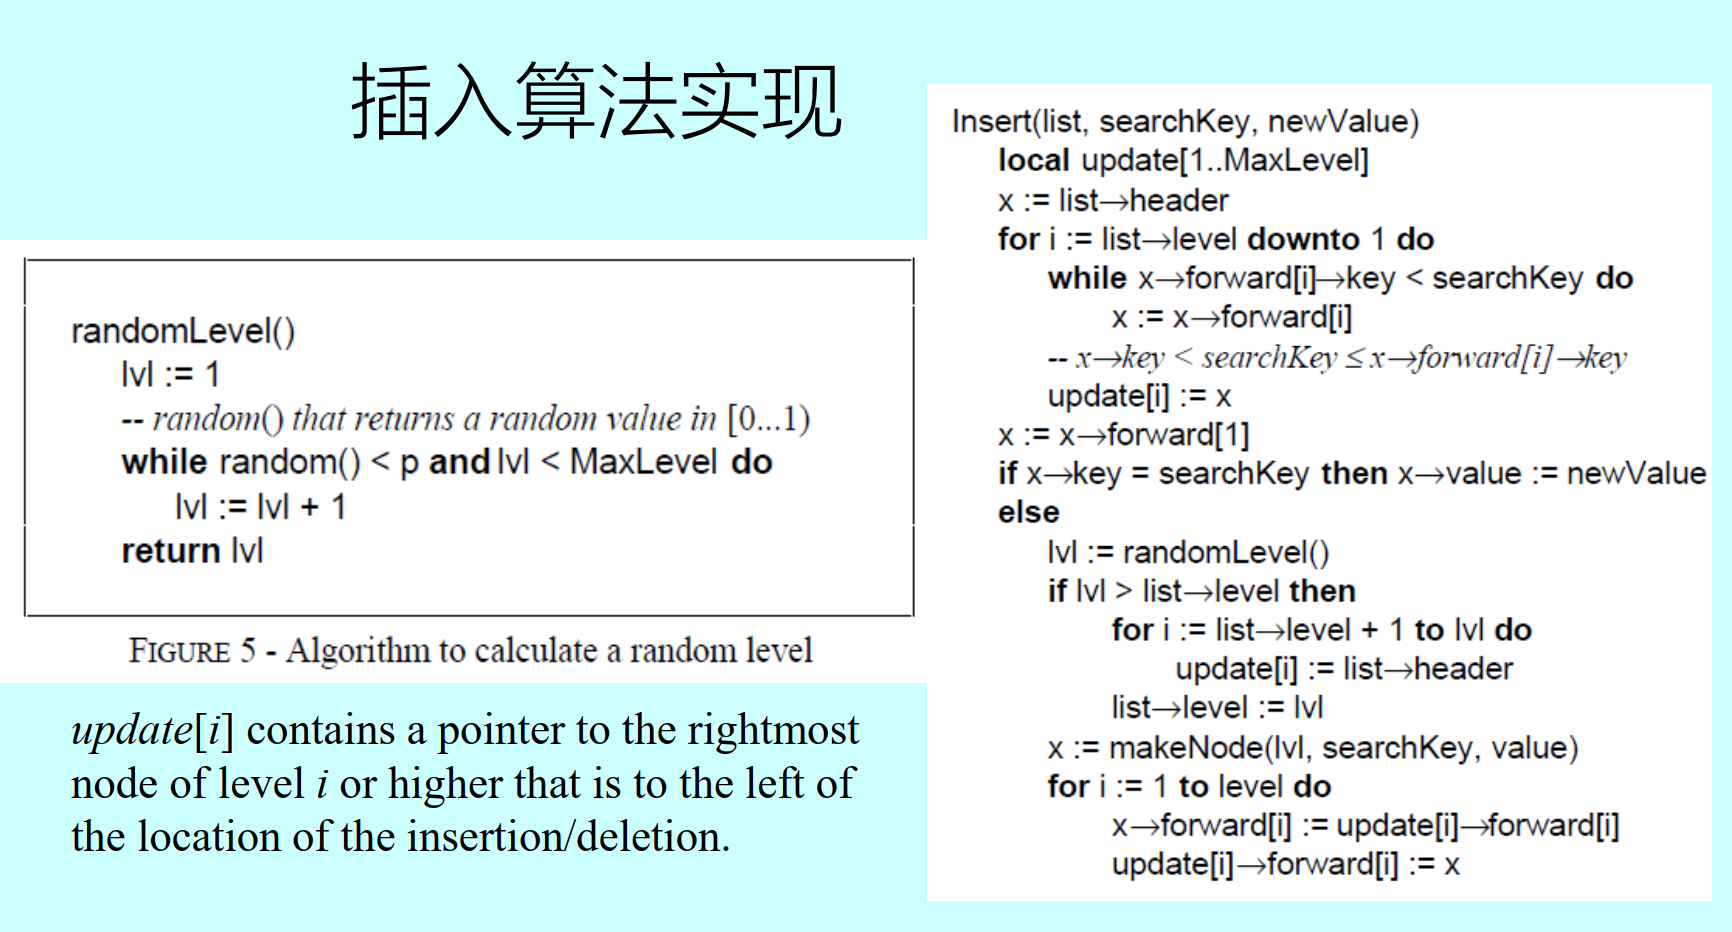 插入算法实现
randomLevel()
lvl := 1
-- random() that returns a random value in [0...1)
while random() < p and lvl < MaxLevel do
lvl := lvl + 1
return lvl
FIGURE 5 - Algorithm to calculate a random level
update[i] contains a pointer to the rightmost
node of level i or higher that is to the left of
the location of the insertion/deletion.
Insert(list, searchKey, newValue)
local update[1..MaxLevel]
x := list→header
for i := list→level downto 1 do
while x→forward[i]→key < searchKey do
x := x→forward[i]
-- x→key < searchKey ≤ x→forward[i]→key
update[i] := x
x := x→forward[1]
if x→key = searchKey then x→value := newValue
else
lvl := randomLevel()
if lvl > list→level then
for i := list→level + 1 to lvl do
update[i] := list→header
list→level := lvl
x := makeNode(lvl, searchKey, value)
for i := 1 to level do
x→forward[i] := update[i]→forward[i]
update[i]→forward[i] := x